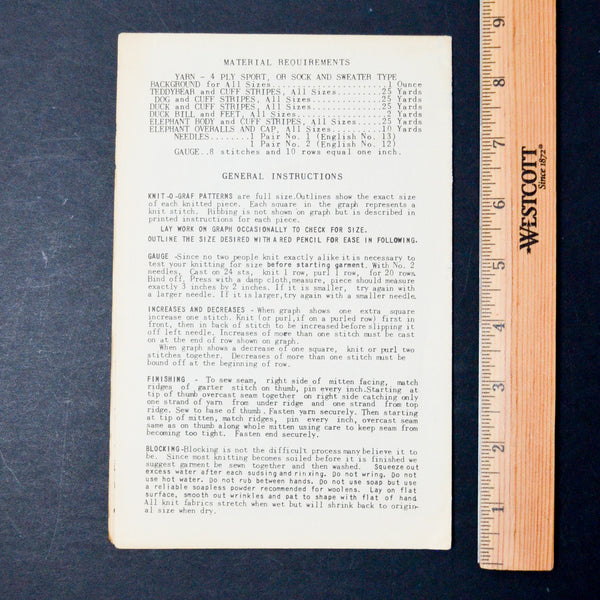 MATERIAL REQUIREMENTS
YARN - 4 PLY SPORT, OR SOCK AND SWEATER TYPE
BACKGROUND for All Sizes................1 Ounce
TEDDYBEAR and CUFF STRIPES, All Sizes......25 Yards
DOG and CUFF STRIPES, All Sizes............25 Yards
DUCK and CUFF STRIPES, All Sizes...........25 Yards
DUCK BILL and FEET, All Sizes...............2 Yards
ELEPHANT BODY and CUFF STRIPES, All Sizes.....25 Yards
ELEPHANT OVERALLS AND CAP, All Sizes.......10 Yards
NEEDLES.......1 Pair No. 1 (English No. 13)
1 Pair No. 2 (English No. 12)
GAUGE..8 stitches and 10 rows equal one inch.
GENERAL INSTRUCTIONS
KNIT-O-GRAF PATTERNS are full size.Outlines show the exact size
of each knitted piece. Each square in the graph represents a
knit stitch. Ribbing is not shown on graph but is described in
printed instructions for each piece.
LAY WORK ON GRAPH OCCASIONALLY TO CHECK FOR SIZE.
OUTLINE THE SIZE DESIRED WITH A RED PENCIL FOR EASE IN FOLLOWING.
GAUGE -Since no two people knit exactly alike it is necessary to
test your knitting for size before starting garment. With No. 2
needles, Cast on 24 sts, knit 1 row, purl 1 row, for 20 rows.
Bind off. Press with a damp cloth,measure, piece should measure
exactly 3 inches by 2 inches. If it is smaller, try again with
a larger needle. If it is larger,try again with a smaller needle.
INCREASES AND DECREASES - When graph shows one extra square
increase one stitch. Knit (or purl,if on a purled row) first in
front, then in back of stitch to be increased before slipping it
off left needle. Increases of more than one stitch must be cast
on at the end of row shown on graph.
When graph shows a decrease of one square, knit or purl two
stitches together. Decreases of more than one stitch must be
bound off at the beginning of row.
FINISHING - To sew seam, right side of mitten facing, match
ridges of garter stitch on thumb, pin every inch.Starting at
tip of thumb overcast seam together on right side catching only
one strand of yarn from under ridge and one strand from top
ridge. Sew to base of thumb. Fasten yarn securely. Then starting
at tip of mitten, match ridges, pin every inch, overcast seam
same as on thumb along whole mitten using care to keep seam from
becoming too tight. Fasten end securely.
BLOCKING-Blocking is not the difficult process many believe it to
be. Since most knitting becomes soiled before it is finished we
suggest garment be sewn together and then washed. Squeeze out
excess water after each sudsing and rinxing. Do not wring. Do not
use hot water. Do not rub between hands. Do not use soap but use
a reliable soapless powder recommended for woolens. Lay on flat
surface, smooth out wrinkles and pat to shape with flat of hand
All knit fabrics stretch when wet but will shrink back to origin-
al size when dry.
9
8
7
WESTCOTT
Since 1872
®
5
4
3
2
1